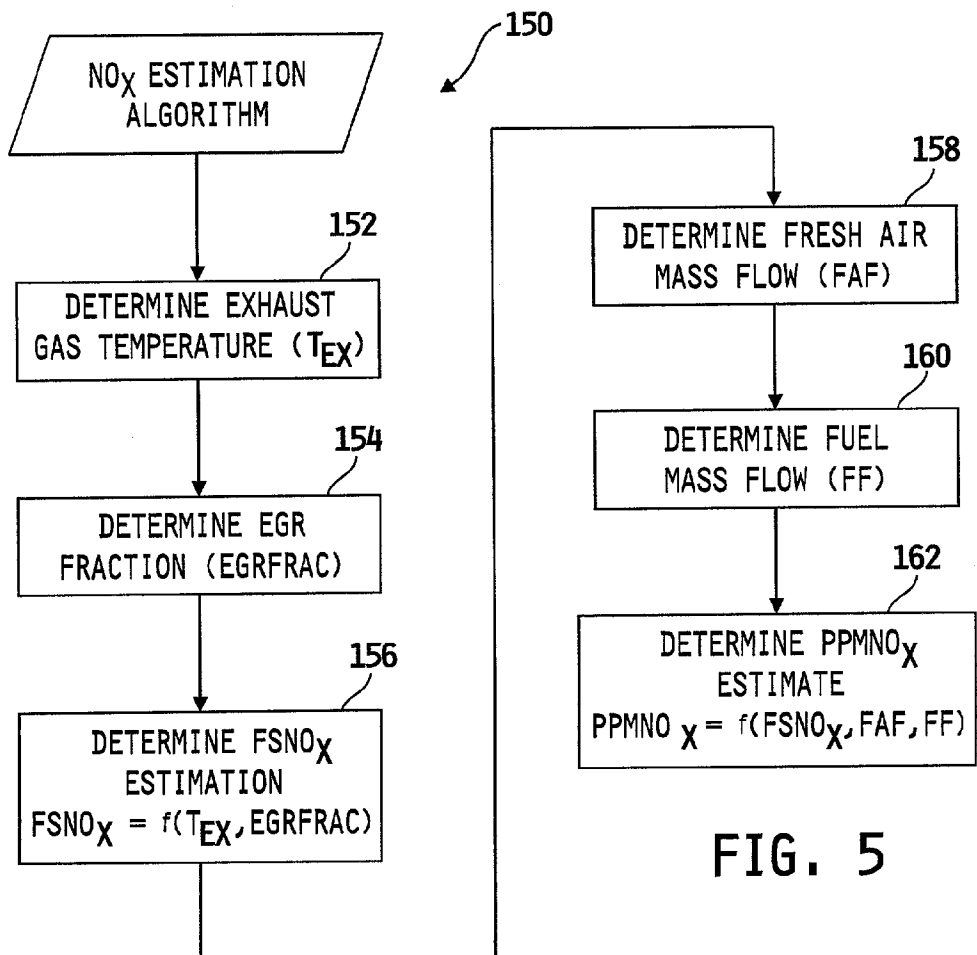 150
NOX ESTIMATION
ALGORITHM
152
DETERMINE EXHAUST
GAS TEMPERATURE (TEX)
154
DETERMINE EGR
FRACTION (EGRFRAC)
156
DETERMINE FSNOX
ESTIMATION
FSNOX = f(TEX,EGRFRAC)
158
DETERMINE FRESH AIR
MASS FLOW (FAF)
160
DETERMINE FUEL
MASS FLOW (FF)
162
DETERMINE PPMNOX
ESTIMATE
PPMNO X = f(FSNOX,FAF,FF)
FIG. 5